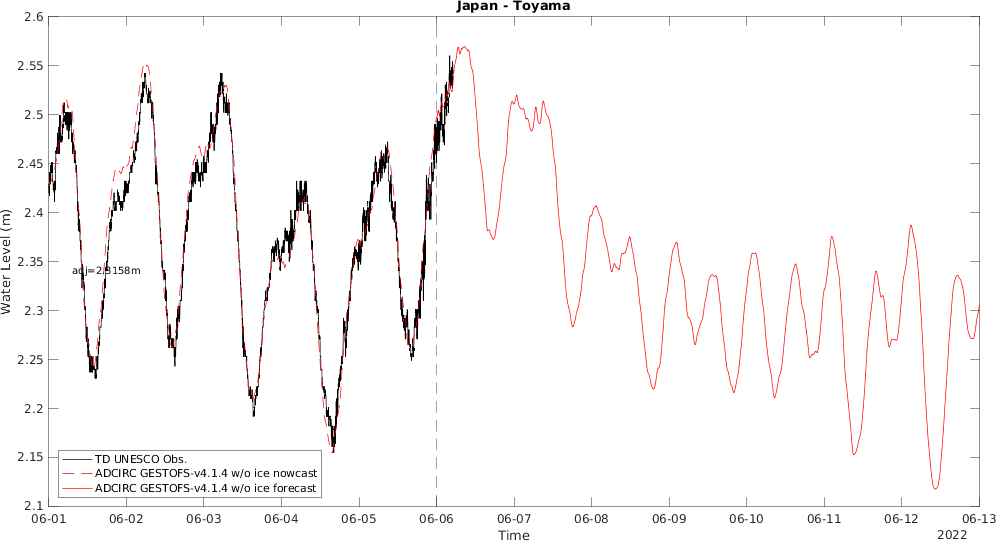 Japan - Toyama
2.6
2.55
2.5
2.45
2.4
2.35
2.3
2.25
2.2
2.15
2.1
Water Level (m)
adj=2.3158m
TD UNESCO Obs.
ADCIRC GESTOFS-v4.1.4 w/o ice nowcast
ADCIRC GESTOFS-v4.1.4 w/o ice forecast
06-01 06-02 06-03 06-04 06-05 06-06 06-07 06-08 06-09 06-10 06-11 06-12 06-13
Time
2022